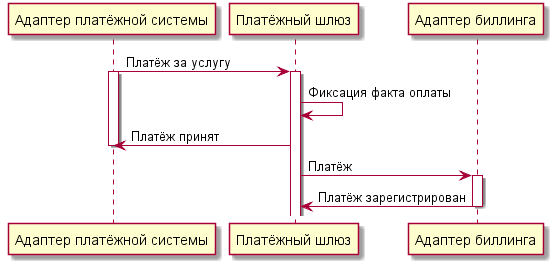 Адаптер платёжной системы
Платёжный шлюз
Адаптер биллинга
Платёж за услугу
Фиксация факта оплаты
Платёж принят
Платёж
Платёж зарегистрирован
Адаптер платёжной системы
Платёжный шлюз
Адаптер биллинга